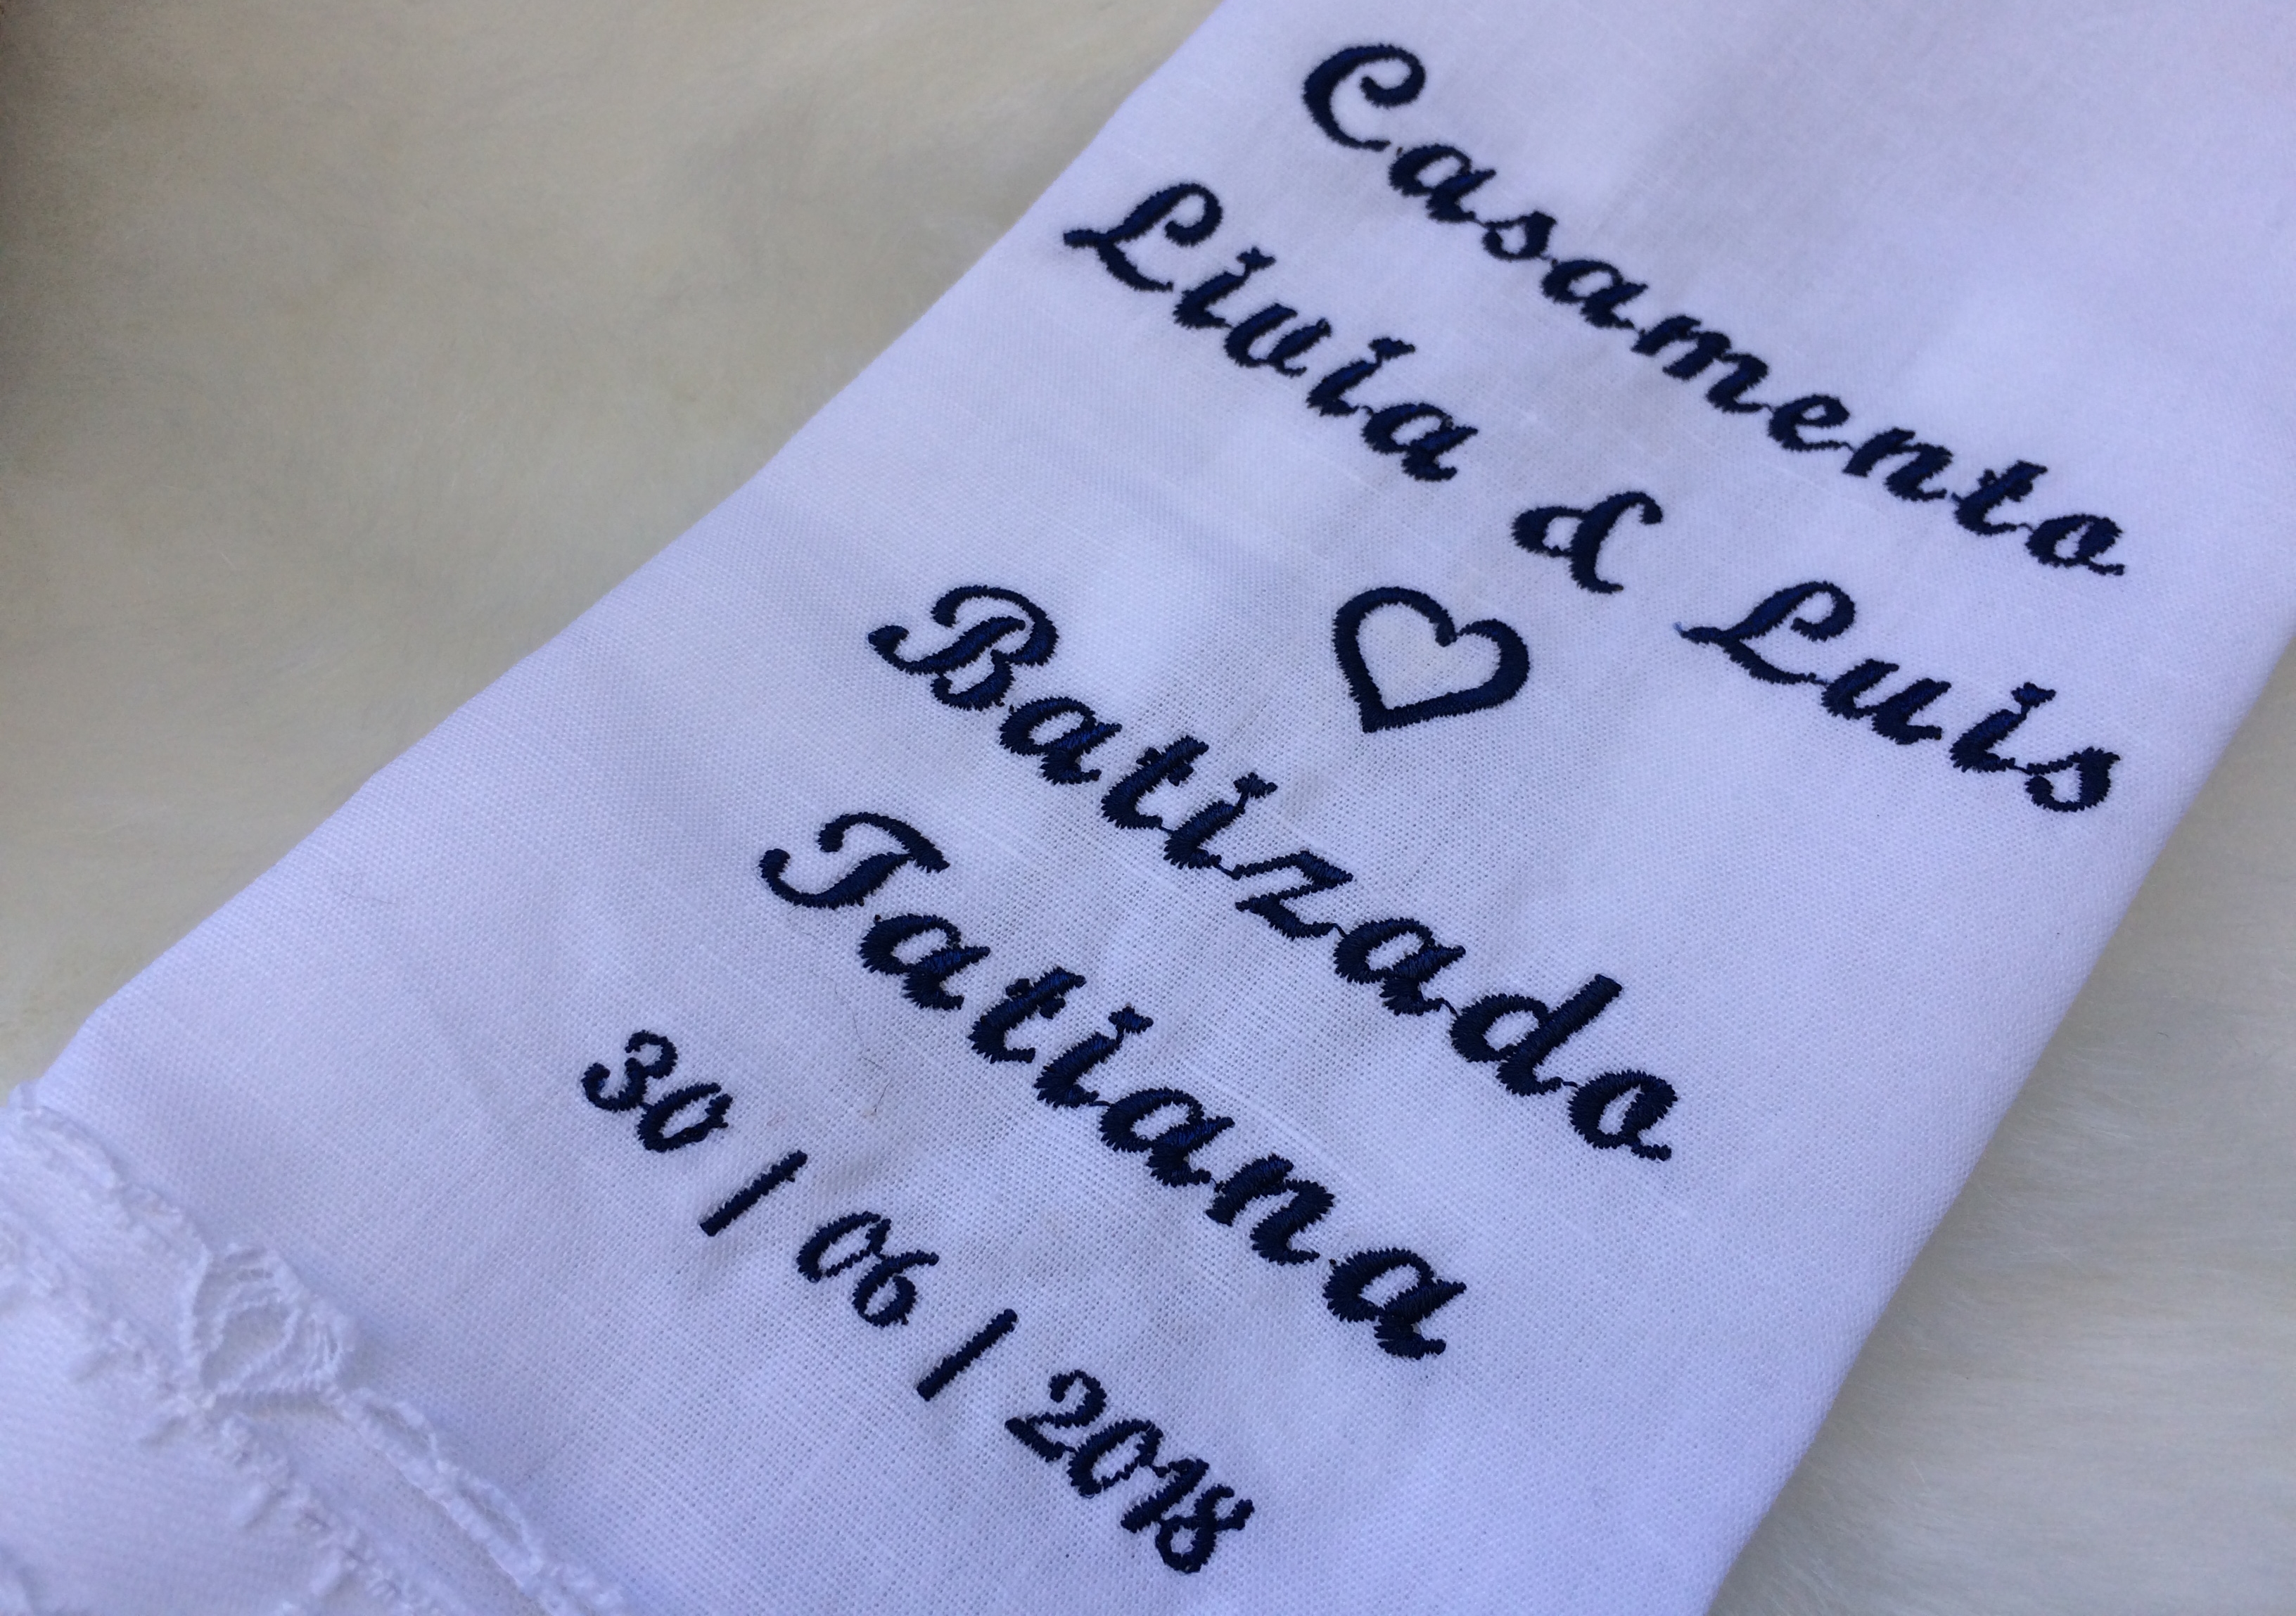 Casamento
Livia & Luis
Batizado
Tatiana
30 / 06 / 2018